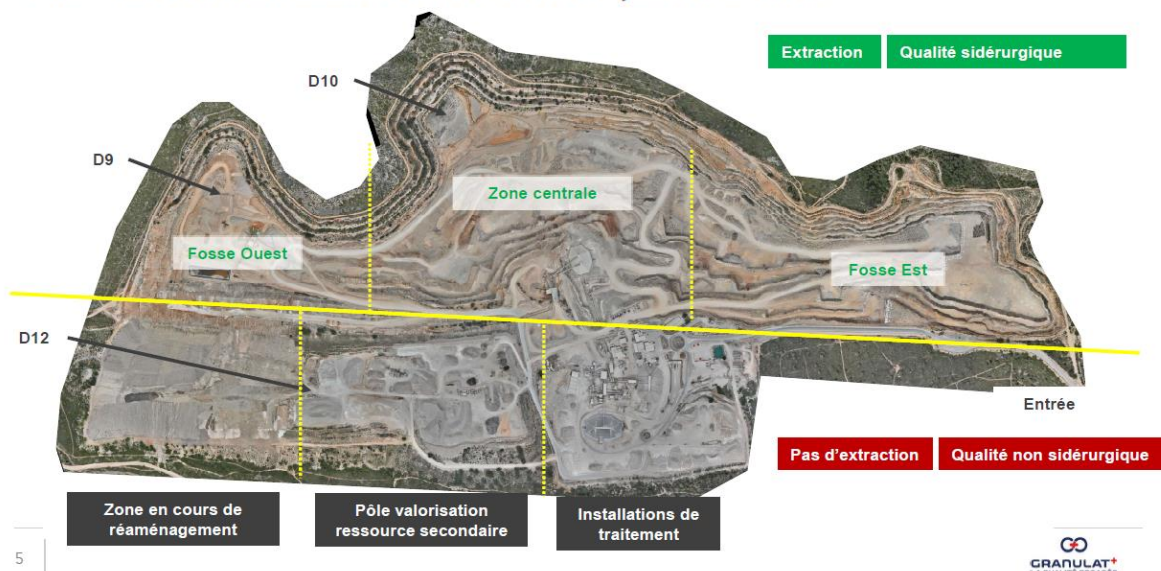 D10
Extraction
Qualité sidérurgique
D9
Zone centrale
Fosse Ouest
Fosse Est
D12
Entrée
Pas d'extraction
Qualité non sidérurgique
Zone en cours de
réaménagement
Pôle valorisation
ressource secondaire
Installations de
traitement
5
GRANULAT+